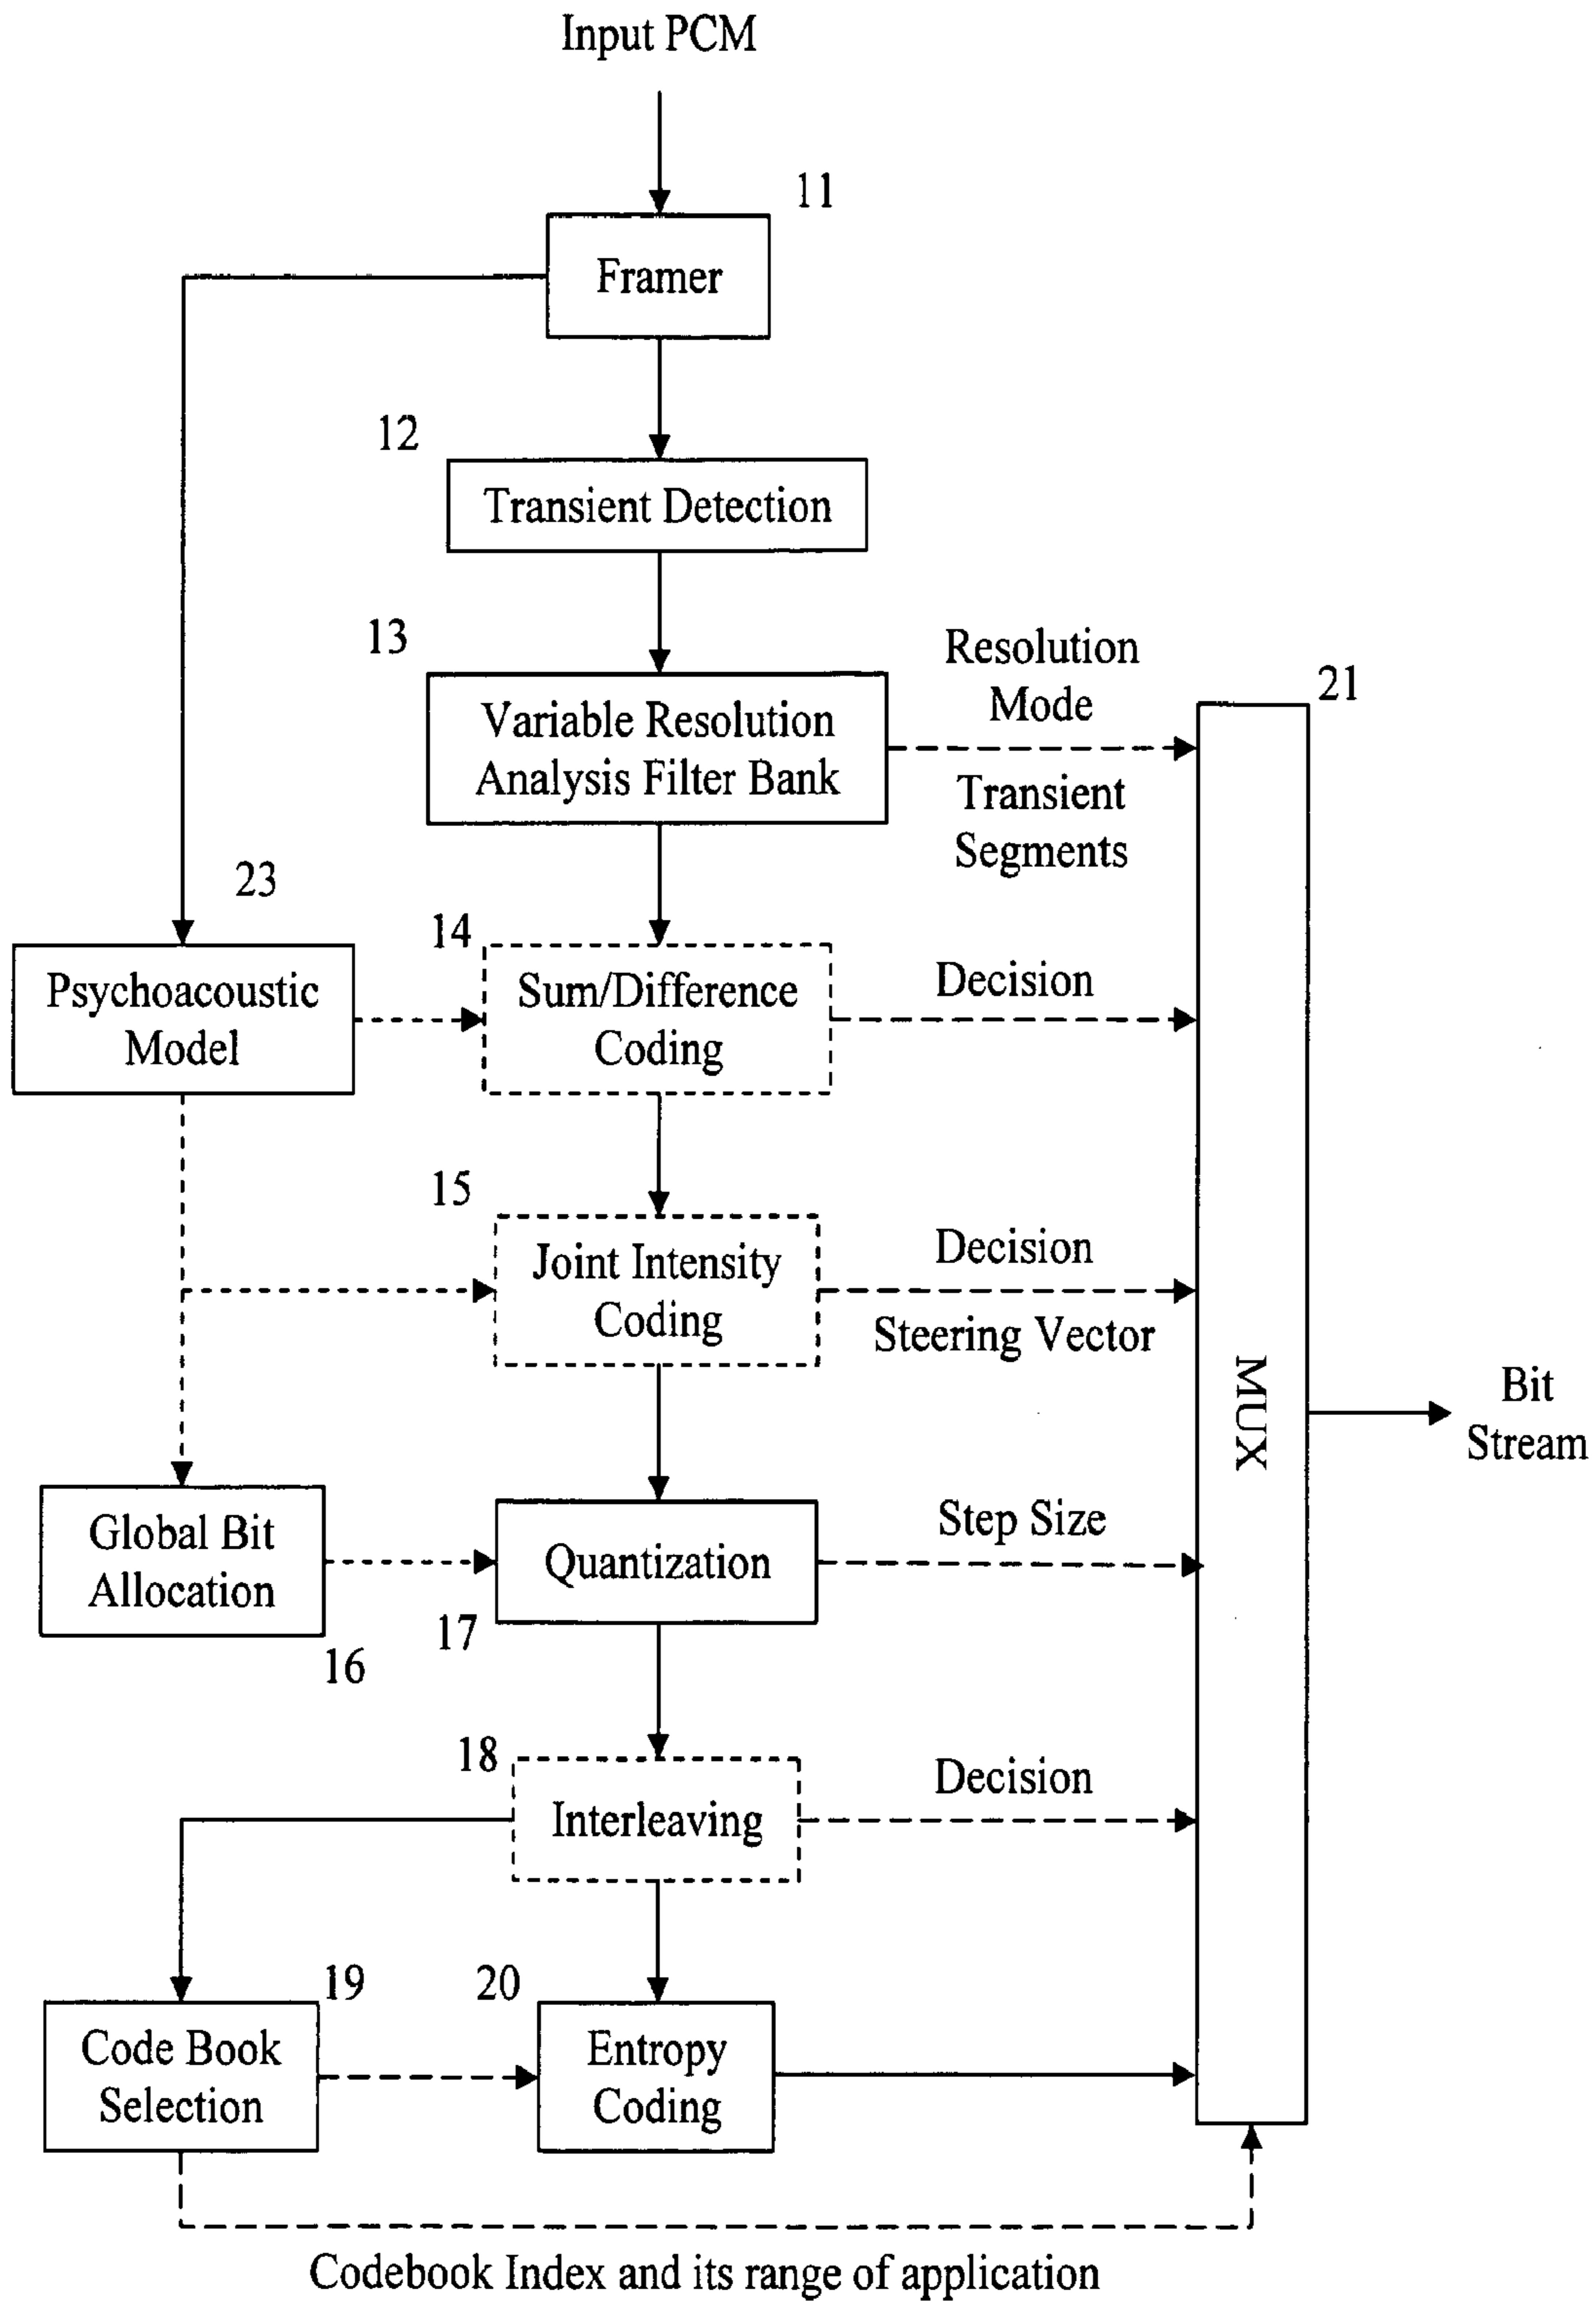 Input PCM
11
Framer
12
Transient Detection
13
Variable Resolution
Analysis Filter Bank
Resolution
Mode
Transient
Segments
21
23
Psychoacoustic
Model
14
Sum/Difference
Coding
Decision
15
Joint Intensity
Coding
Decision
Steering Vector
MUX
Bit
Stream
Global Bit
Allocation
16
Quantization
17
Step Size
18
Interleaving
Decision
19
Code Book
Selection
20
Entropy
Coding
Codebook Index and its range of application